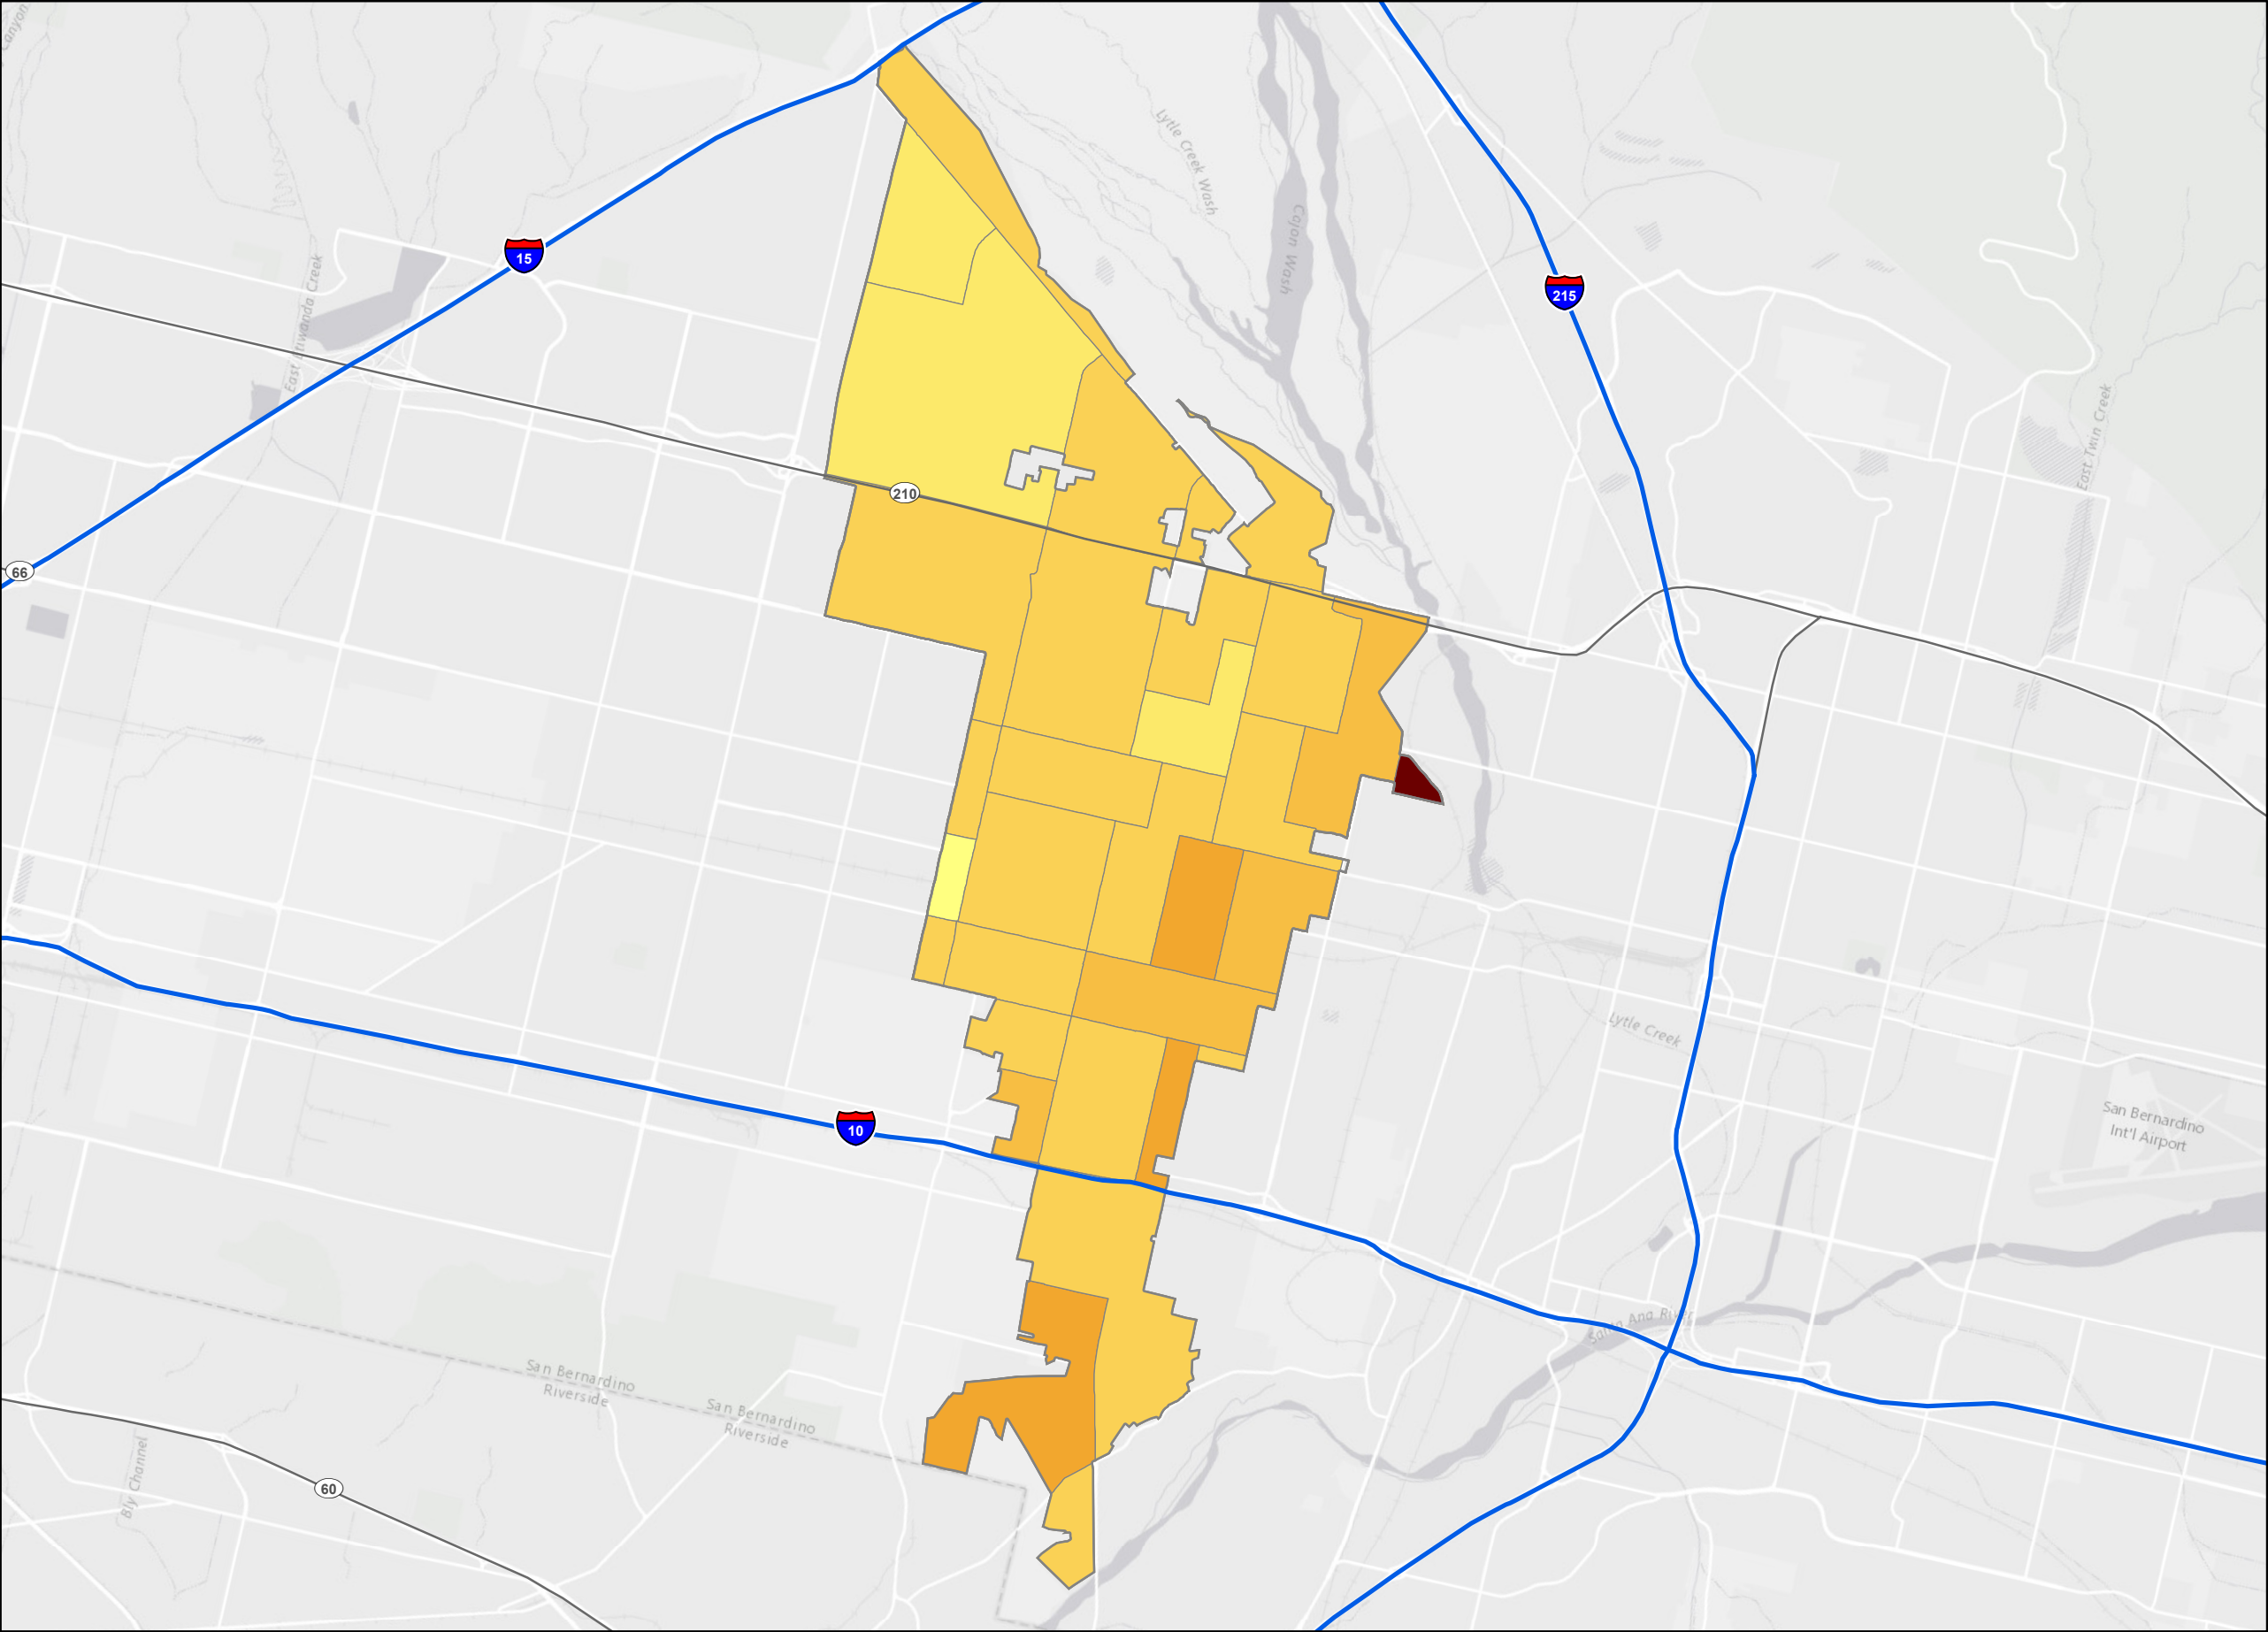 Canyon
Lytle Creek Wash
Cajon Wash
15
215
East Etiwanda Creek
East Twin Creek
210
66
Lytle Creek
San Bernardino
Int'l Airport
10
Santa Ana River
San Bernardino
Riverside
San Bernardino
Riverside
Bly Channel
60